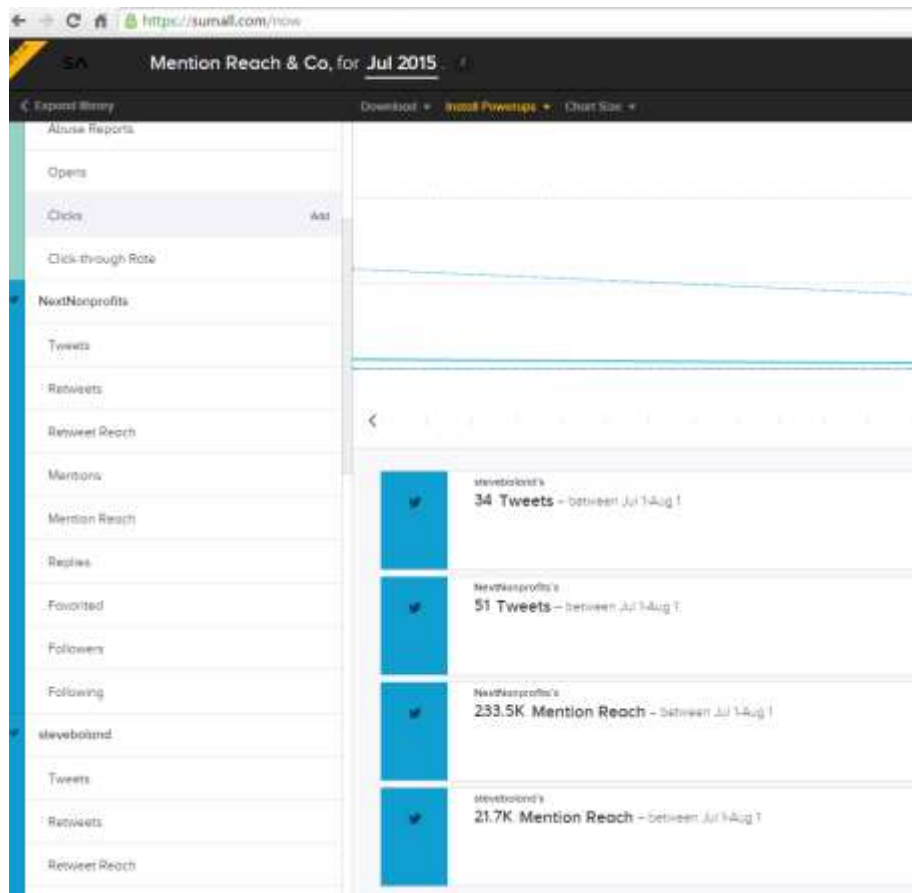 https://sumall.com/now
SA
Mention Reach & Co, for Jul 2015
Expand library
Download
Install Powerups
Chart Size
Abuse Reports
Opens
Clicks
Add
Click-through Rate
NextNonprofits
Tweets
Retweets
Retweet Reach
Mentions
Mention Reach
Replies
Favorited
Followers
Following
steveboland
Tweets
Retweets
Retweet Reach
steveboland's
34 Tweets – between Jul 1-Aug 1
NextNonprofits's
51 Tweets – between Jul 1-Aug 1
NextNonprofits's
233.5K Mention Reach – between Jul 1-Aug 1
steveboland's
21.7K Mention Reach – between Jul 1-Aug 1